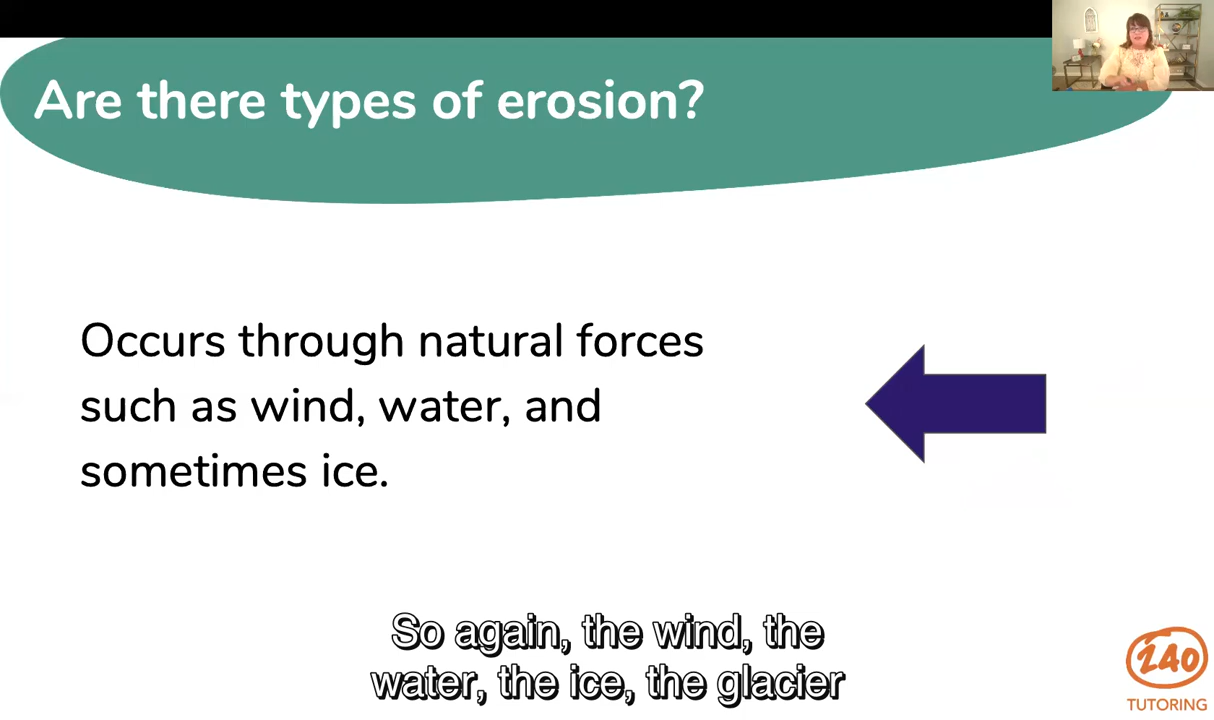 Are there types of erosion?
Occurs through natural forces
such as wind, water, and
sometimes ice.
So again, the wind, the
water, the ice, the glacier
240
TUTORING